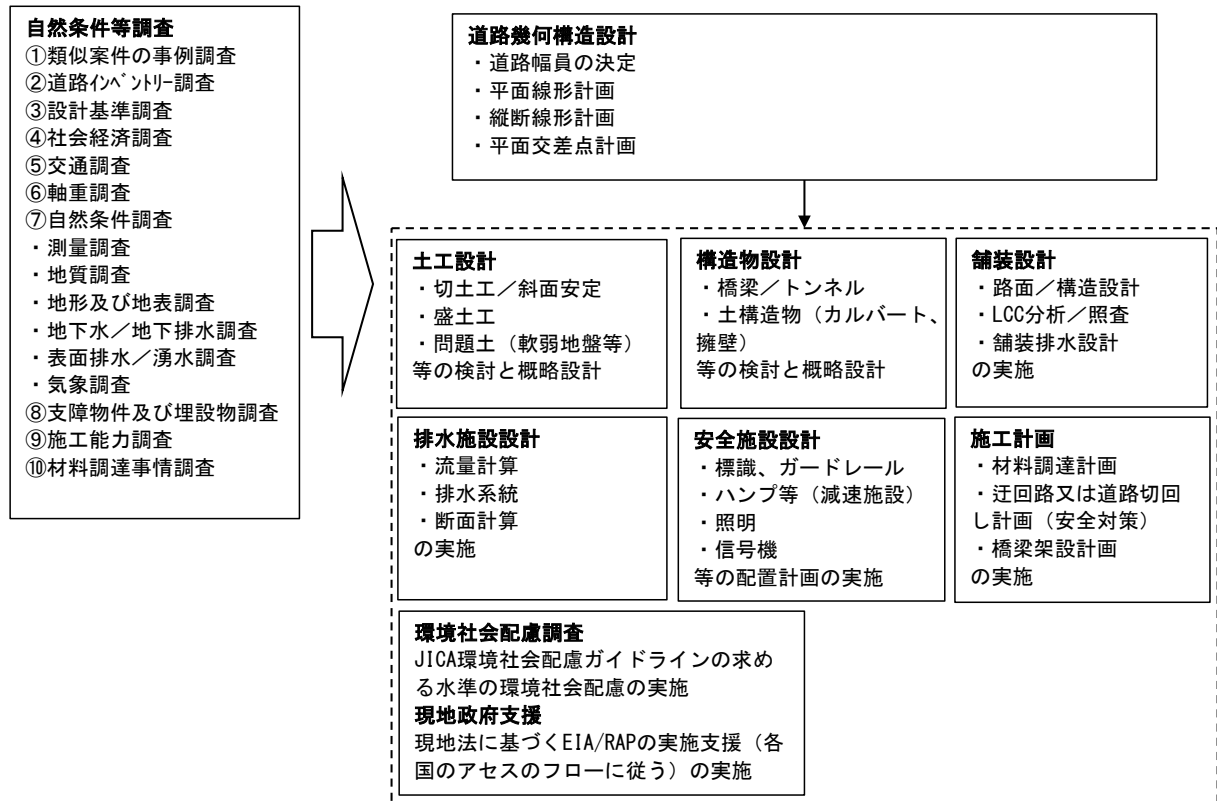 自然条件等調査
①類似案件の事例調査
②道路ｲﾝﾍﾞﾝﾄﾘｰ調査
③設計基準調査
④社会経済調査
⑤交通調査
⑥軸重調査
⑦自然条件調査
・測量調査
・地質調査
・地形及び地表調査
・地下水／地下排水調査
・表面排水／湧水調査
・気象調査
⑧支障物件及び埋設物調査
⑨施工能力調査
⑩材料調達事情調査
道路幾何構造設計
・道路幅員の決定
・平面線形計画
・縦断線形計画
・平面交差点計画
土工設計
・切土工／斜面安定
・盛土工
・問題土（軟弱地盤等）
等の検討と概略設計
構造物設計
・橋梁／トンネル
・土構造物（カルバート、
擁壁）
等の検討と概略設計
舗装設計
・路面／構造設計
・LCC分析／照査
・舗装排水設計
の実施
排水施設設計
・流量計算
・排水系統
・断面計算
の実施
安全施設設計
・標識、ガードレール
・ハンプ等（減速施設）
・照明
・信号機
等の配置計画の実施
施工計画
・材料調達計画
・迂回路又は道路切回
し計画（安全対策）
・橋梁架設計画
の実施
環境社会配慮調査
JICA環境社会配慮ガイドラインの求め
る水準の環境社会配慮の実施
現地政府支援
現地法に基づくEIA/RAPの実施支援（各
国のアセスのフローに従う）の実施